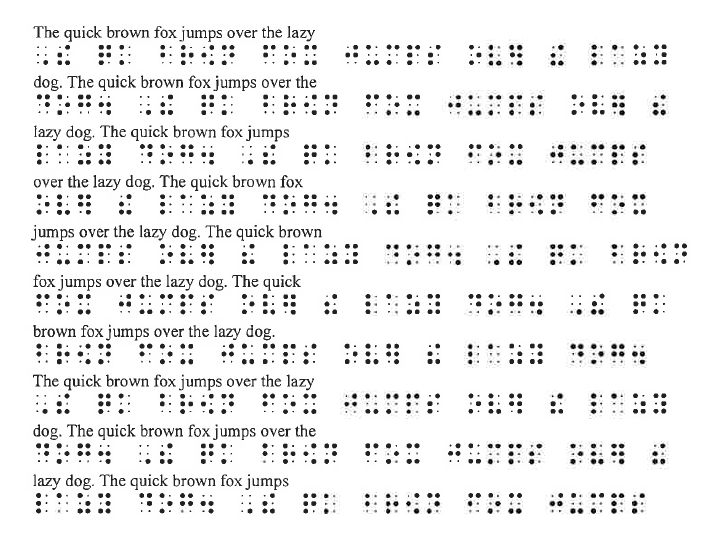 The quick brown fox jumps over the lazy
⠠⠮ ⠟⠅ ⠃⠗⠪⠝ ⠋⠕⠭ ⠚⠥⠍⠏⠎ ⠕⠧⠻ ⠮ ⠇⠁⠵⠽
dog. The quick brown fox jumps over the
⠙⠕⠛⠲ ⠠⠮ ⠟⠅ ⠃⠗⠪⠝ ⠋⠕⠭ ⠚⠥⠍⠏⠎ ⠕⠧⠻ ⠮
lazy dog. The quick brown fox jumps
⠇⠁⠵⠽ ⠙⠕⠛⠲ ⠠⠮ ⠟⠅ ⠃⠗⠪⠝ ⠋⠕⠭ ⠚⠥⠍⠏⠎
over the lazy dog. The quick brown fox
⠕⠧⠻ ⠮ ⠇⠁⠵⠽ ⠙⠕⠛⠲ ⠠⠮ ⠟⠅ ⠃⠗⠪⠝ ⠋⠕⠭
jumps over the lazy dog. The quick brown
⠚⠥⠍⠏⠎ ⠕⠧⠻ ⠮ ⠇⠁⠵⠽ ⠙⠕⠛⠲ ⠠⠮ ⠟⠅ ⠃⠗⠪⠝
fox jumps over the lazy dog. The quick
⠋⠕⠭ ⠚⠥⠍⠏⠎ ⠕⠧⠻ ⠮ ⠇⠁⠵⠽ ⠙⠕⠛⠲ ⠠⠮ ⠟⠅
brown fox jumps over the lazy dog.
⠃⠗⠪⠝ ⠋⠕⠭ ⠚⠥⠍⠏⠎ ⠕⠧⠻ ⠮ ⠇⠁⠵⠽ ⠙⠕⠛⠲
The quick brown fox jumps over the lazy
⠠⠮ ⠟⠅ ⠃⠗⠪⠝ ⠋⠕⠭ ⠚⠥⠍⠏⠎ ⠕⠧⠻ ⠮ ⠇⠁⠵⠽
dog. The quick brown fox jumps over the
⠙⠕⠛⠲ ⠠⠮ ⠟⠅ ⠃⠗⠪⠝ ⠋⠕⠭ ⠚⠥⠍⠏⠎ ⠕⠧⠻ ⠮
lazy dog. The quick brown fox jumps
⠇⠁⠵⠽ ⠙⠕⠛⠲ ⠠⠮ ⠟⠅ ⠃⠗⠪⠝ ⠋⠕⠭ ⠚⠥⠍⠏⠎